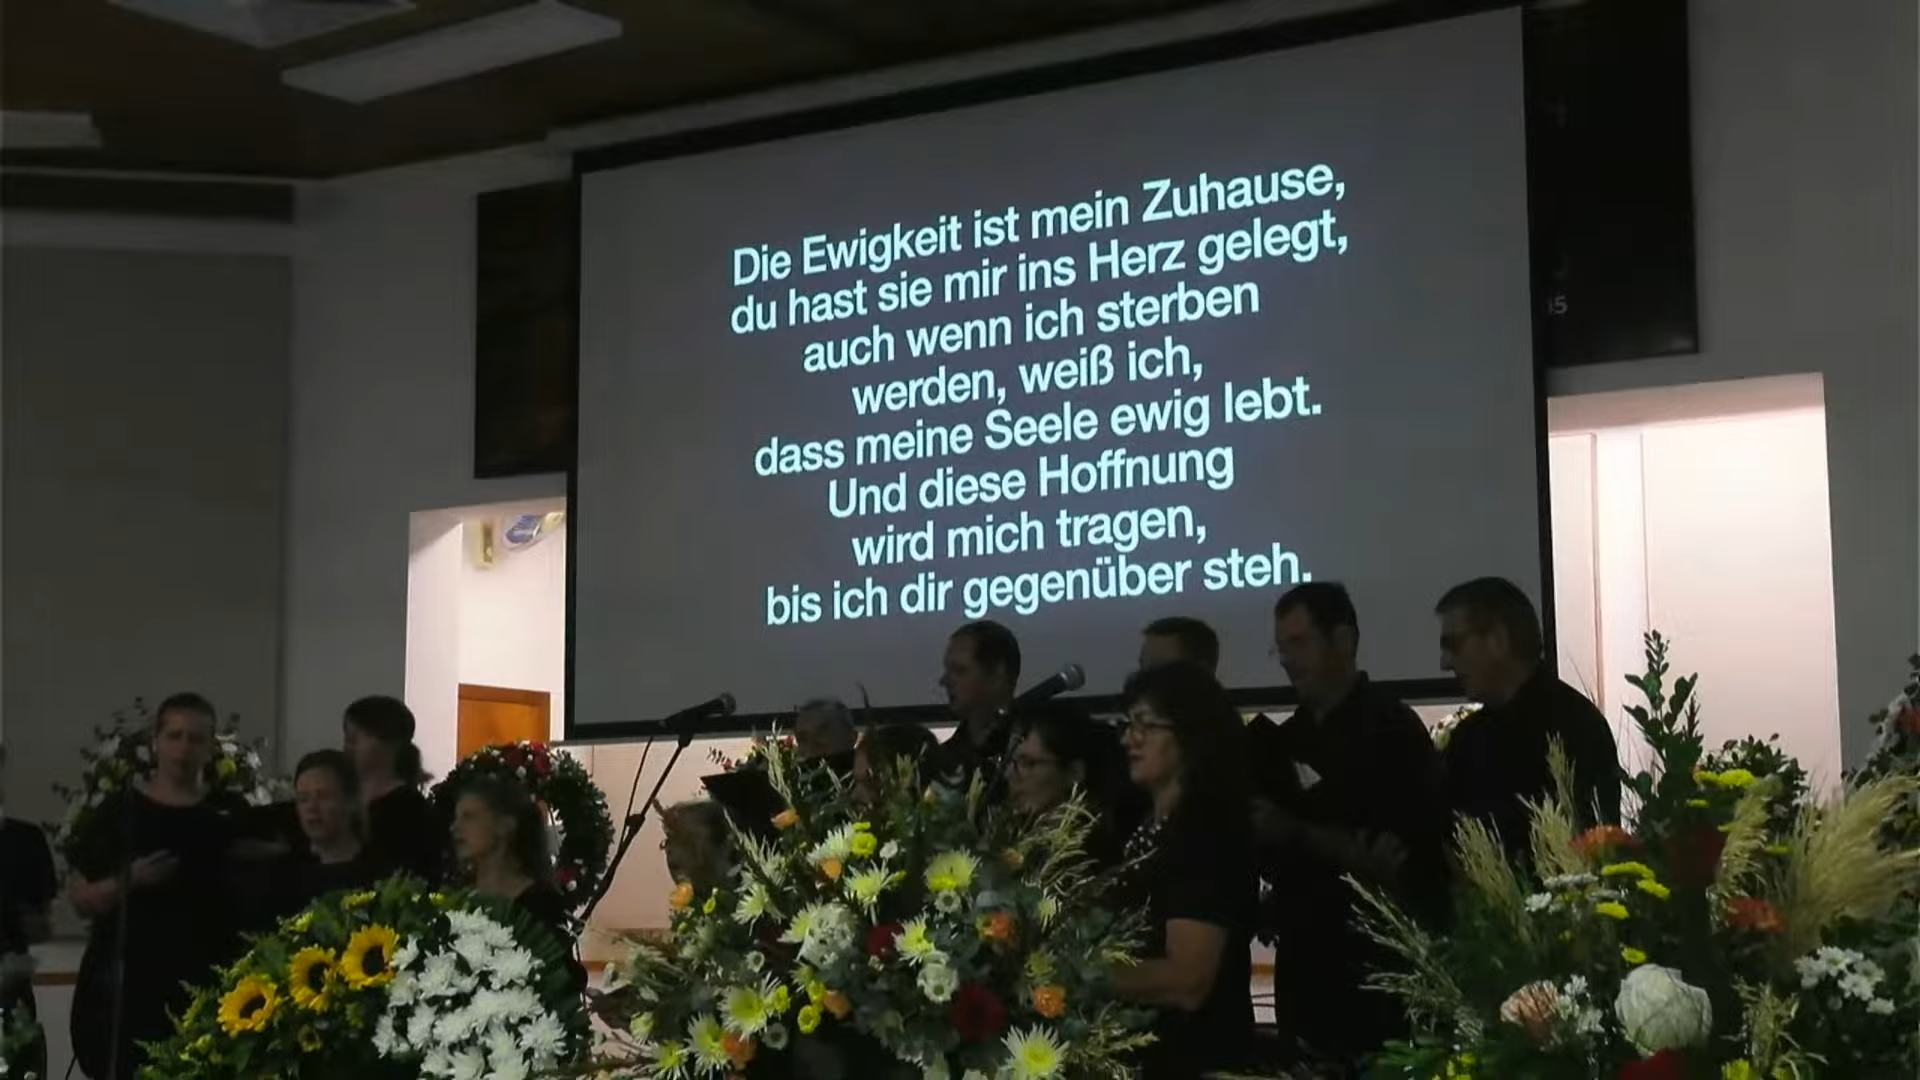 Die Ewigkeit ist mein Zuhause,
du hast sie mir ins Herz gelegt,
auch wenn ich sterben
werden, weiß ich,
dass meine Seele ewig lebt.
Und diese Hoffnung
wird mich tragen,
bis ich dir gegenüber steh.